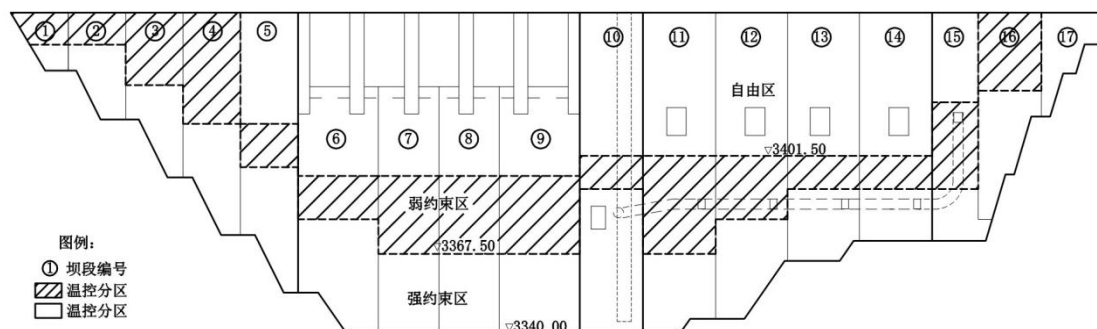 ① ② ③ ④ ⑤ ⑩ ⑪ ⑫ ⑬ ⑭ ⑮ ⑯ ⑰
自由区
⑥ ⑦ ⑧ ⑨
▽3401.50
弱约束区
▽3367.50
图例:
① 坝段编号
温控分区
温控分区
强约束区
▽3340.00